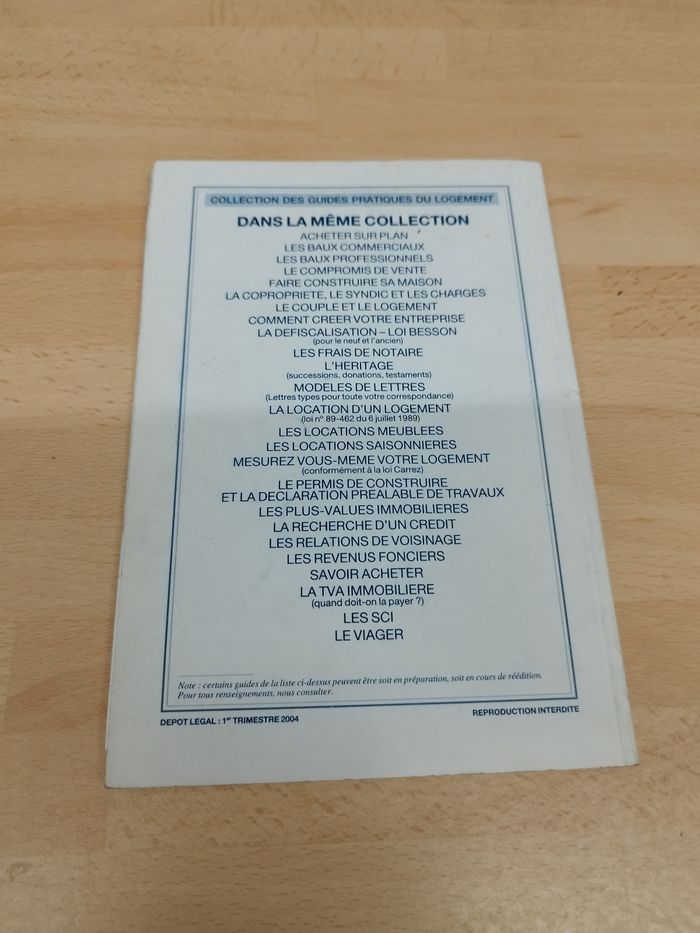 COLLECTION DES GUIDES PRATIQUES DU LOGEMENT
DANS LA MÊME COLLECTION
ACHETER SUR PLAN
LES BAUX COMMERCIAUX
LES BAUX PROFESSIONNELS
LE COMPROMIS DE VENTE
FAIRE CONSTRUIRE SA MAISON
LA COPROPRIETE, LE SYNDIC ET LES CHARGES
LE COUPLE ET LE LOGEMENT
COMMENT CREER VOTRE ENTREPRISE
LA DEFISCALISATION – LOI BESSON
(pour le neuf et l'ancien)
LES FRAIS DE NOTAIRE
L'HERITAGE
(successions, donations, testaments)
MODELES DE LETTRES
(Lettres types pour toute votre correspondance)
LA LOCATION D'UN LOGEMENT
(loi n° 89-462 du 6 juillet 1989)
LES LOCATIONS MEUBLEES
LES LOCATIONS SAISONNIERES
MESUREZ VOUS-MEME VOTRE LOGEMENT
(conformément à la loi Carrez)
LE PERMIS DE CONSTRUIRE
ET LA DECLARATION PREALABLE DE TRAVAUX
LES PLUS-VALUES IMMOBILIERES
LA RECHERCHE D'UN CREDIT
LES RELATIONS DE VOISINAGE
LES REVENUS FONCIERS
SAVOIR ACHETER
LA TVA IMMOBILIERE
(quand doit-on la payer ?)
LES SCI
LE VIAGER
Note : certains guides de la liste ci-dessus peuvent être soit en préparation, soit en cours de réédition.
Pour tous renseignements, nous consulter.
DEPOT LEGAL : 1er TRIMESTRE 2004
REPRODUCTION INTERDITE